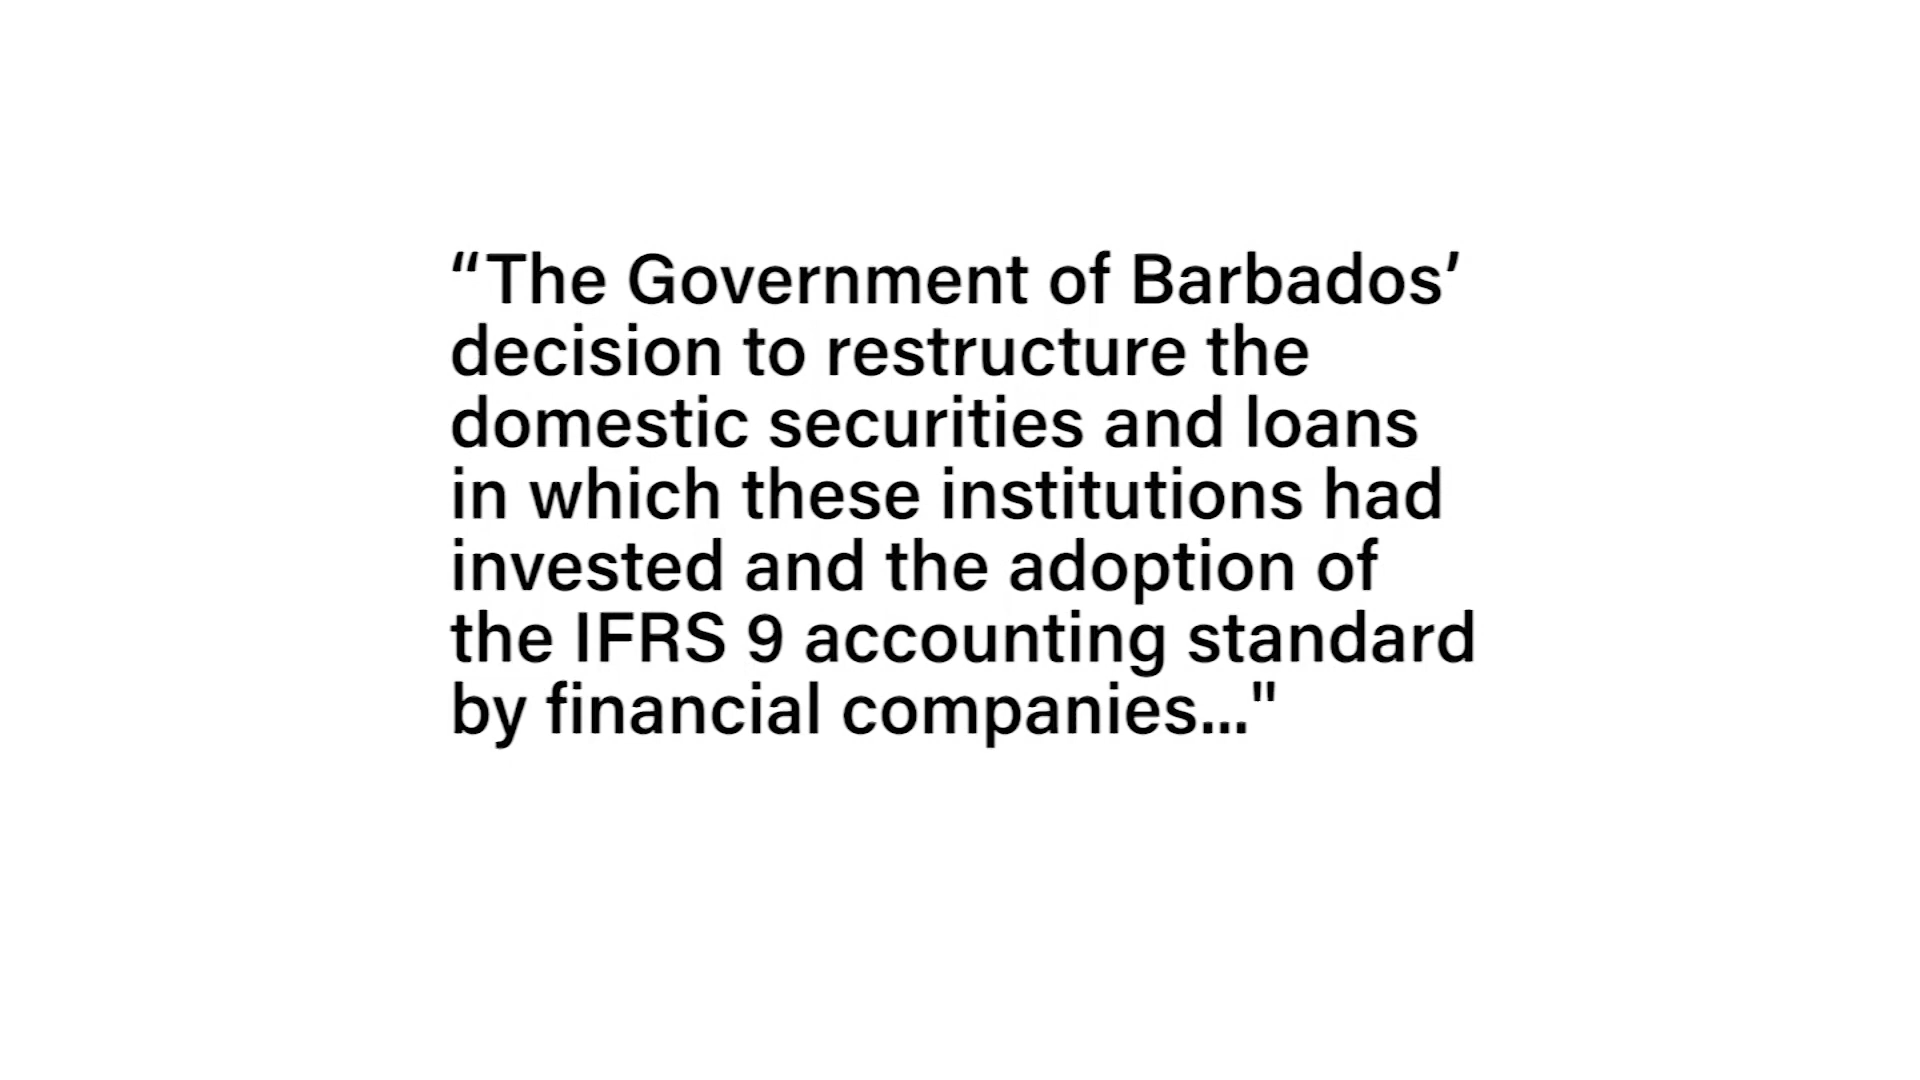 “The Government of Barbados’
decision to restructure the
domestic securities and loans
in which these institutions had
invested and the adoption of
the IFRS 9 accounting standard
by financial companies..."